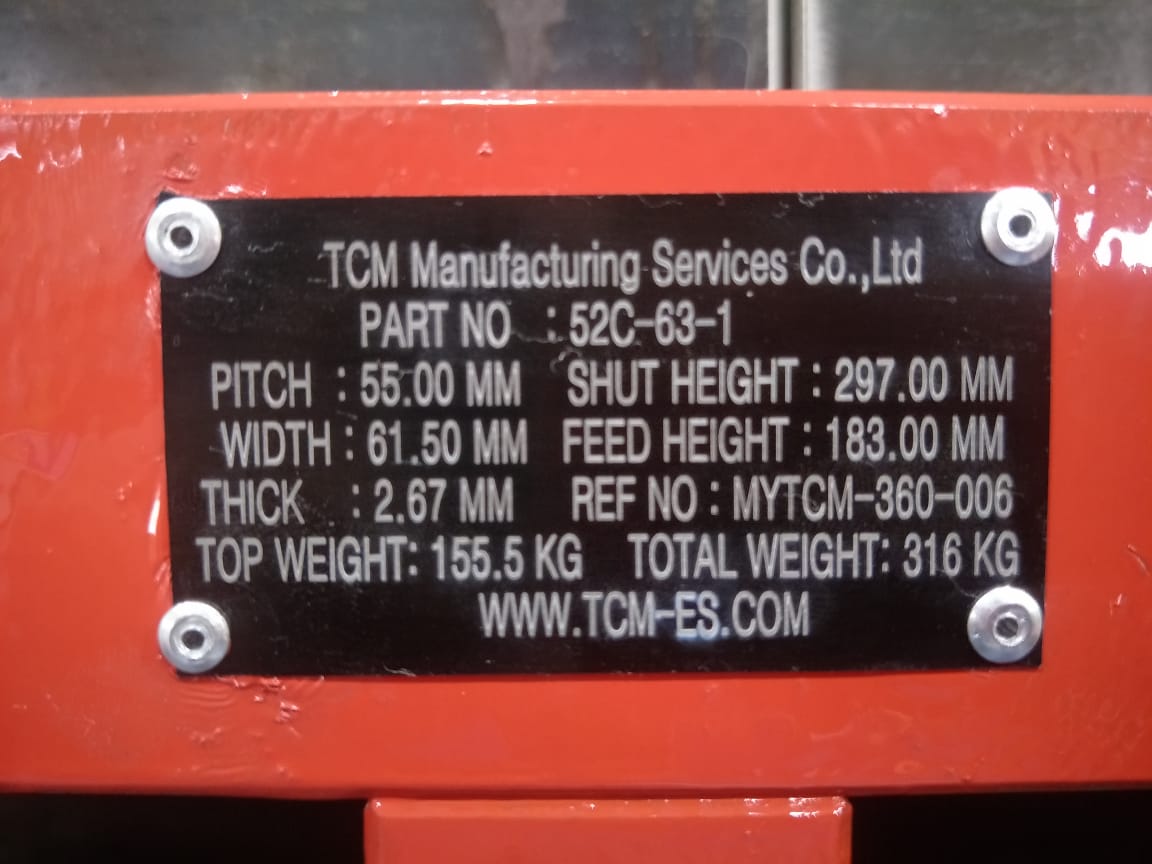 TCM Manufacturing Services Co.,Ltd
PART NO : 52C-63-1
PITCH : 55.00 MM SHUT HEIGHT : 297.00 MM
WIDTH : 61.50 MM FEED HEIGHT : 183.00 MM
THICK : 2.67 MM REF NO : MYTCM-360-006
TOP WEIGHT: 155.5 KG TOTAL WEIGHT: 316 KG
WWW.TCM-ES.COM